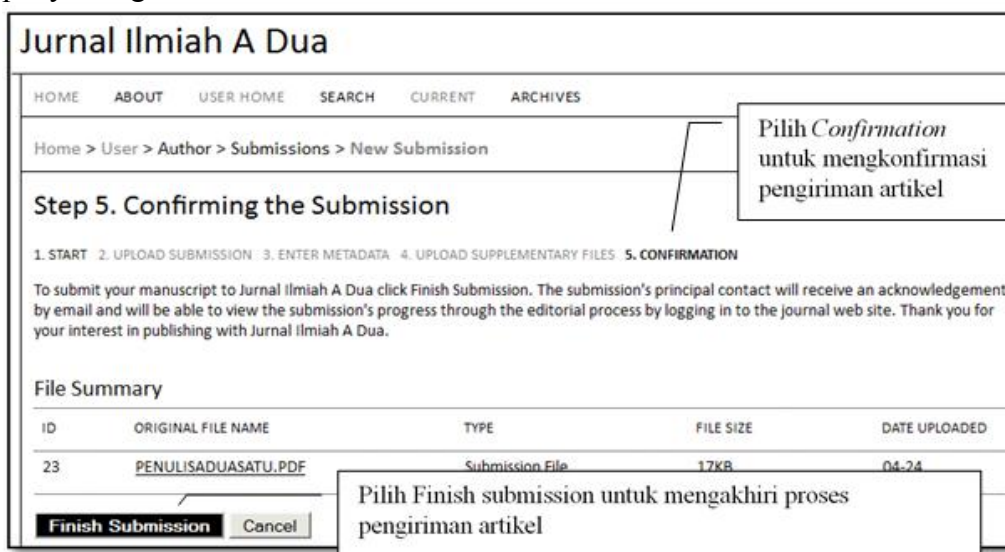 Jurnal Ilmiah A Dua
HOME ABOUT USER HOME SEARCH CURRENT ARCHIVES
Home > User > Author > Submissions > New Submission
Pilih Confirmation
untuk mengkonfirmasi
pengiriman artikel
Step 5. Confirming the Submission
1. START 2. UPLOAD SUBMISSION 3. ENTER METADATA 4. UPLOAD SUPPLEMENTARY FILES 5. CONFIRMATION
To submit your manuscript to Jurnal Ilmiah A Dua click Finish Submission. The submission's principal contact will receive an acknowledgement
by email and will be able to view the submission's progress through the editorial process by logging in to the journal web site. Thank you for
your interest in publishing with Jurnal Ilmiah A Dua.
File Summary
ID ORIGINAL FILE NAME TYPE FILE SIZE DATE UPLOADED
23 PENULISADUASATU.PDF Submission File 17KB 04-24
Pilih Finish submission untuk mengakhiri proses
pengiriman artikel
Finish Submission Cancel